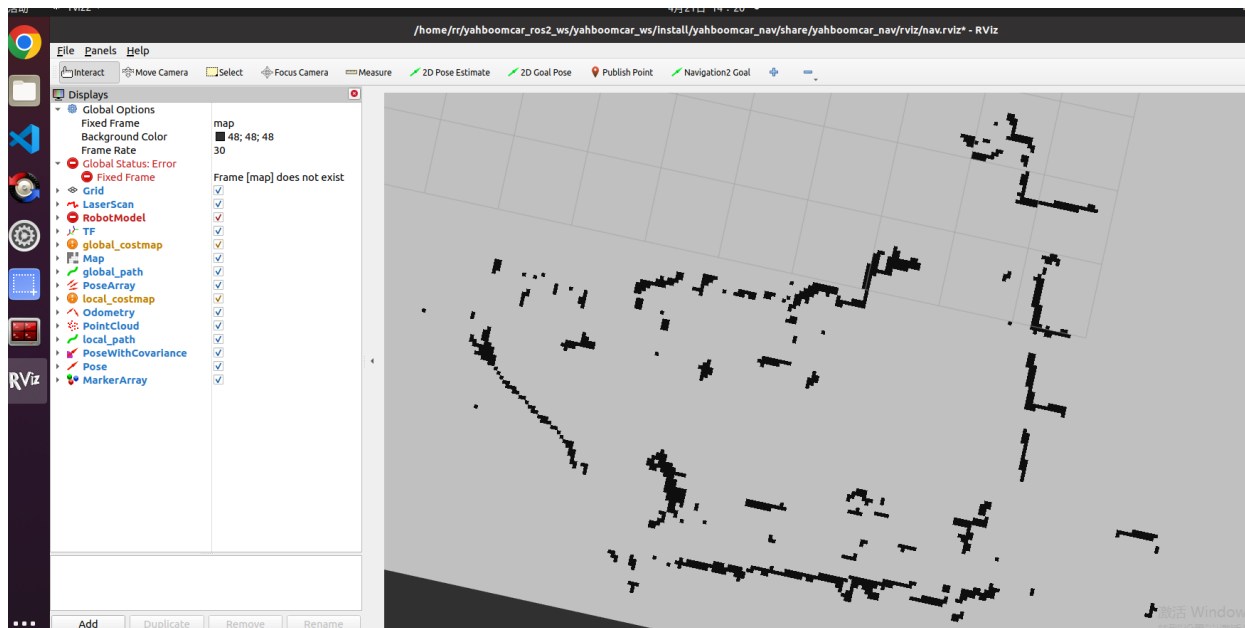 /home/rr/yahboomcar_ros2_ws/yahboomcar_ws/install/yahboomcar_nav/share/yahboomcar_nav/rviz/nav.rviz* - RViz
File Panels Help
Interact Move Camera Select Focus Camera Measure 2D Pose Estimate 2D Goal Pose Publish Point Navigation2 Goal
Displays
Global Options
Fixed Frame map
Background Color 48; 48; 48
Frame Rate 30
Global Status: Error
Fixed Frame Frame [map] does not exist
Grid
LaserScan
RobotModel
TF
global_costmap
Map
global_path
PoseArray
local_costmap
Odometry
PointCloud
local_path
PoseWithCovariance
Pose
MarkerArray
RViz
激活 Window
Add Duplicate Remove Rename